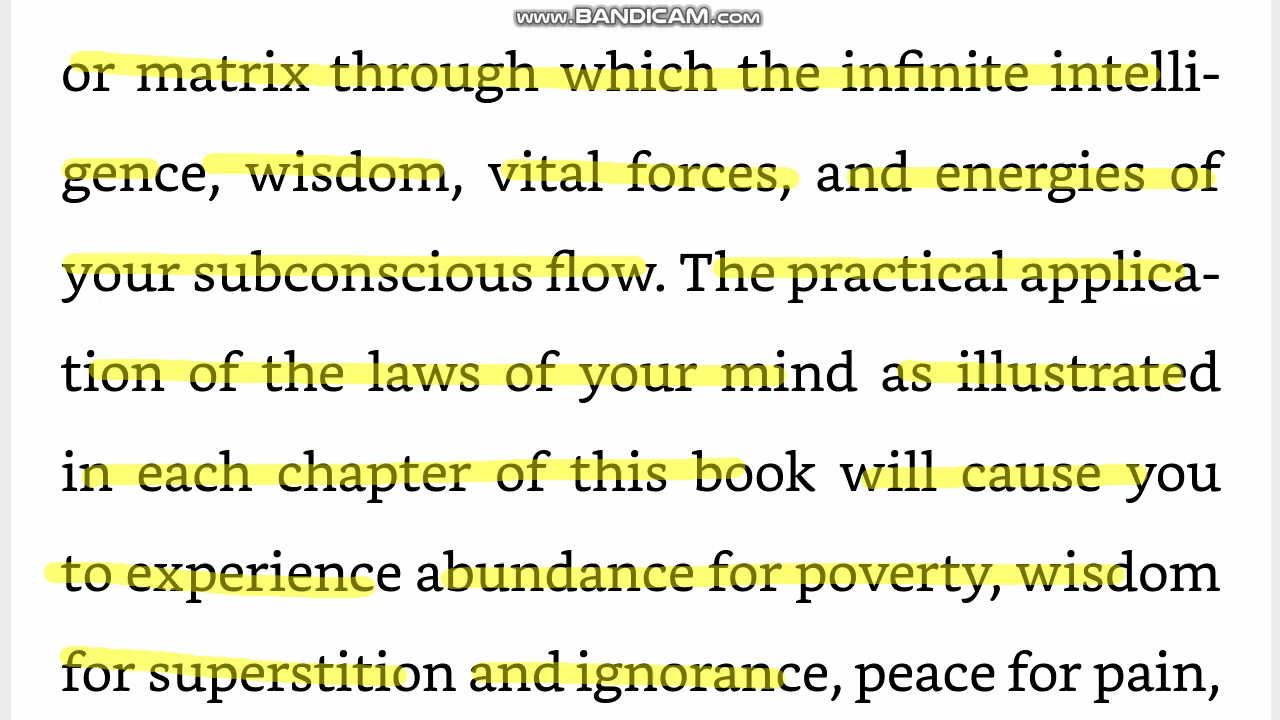 www.BANDICAM.com
or matrix through which the infinite intelli-
gence, wisdom, vital forces, and energies of
your subconscious flow. The practical applica-
tion of the laws of your mind as illustrated
in each chapter of this book will cause you
to experience abundance for poverty, wisdom
for superstition and ignorance, peace for pain,